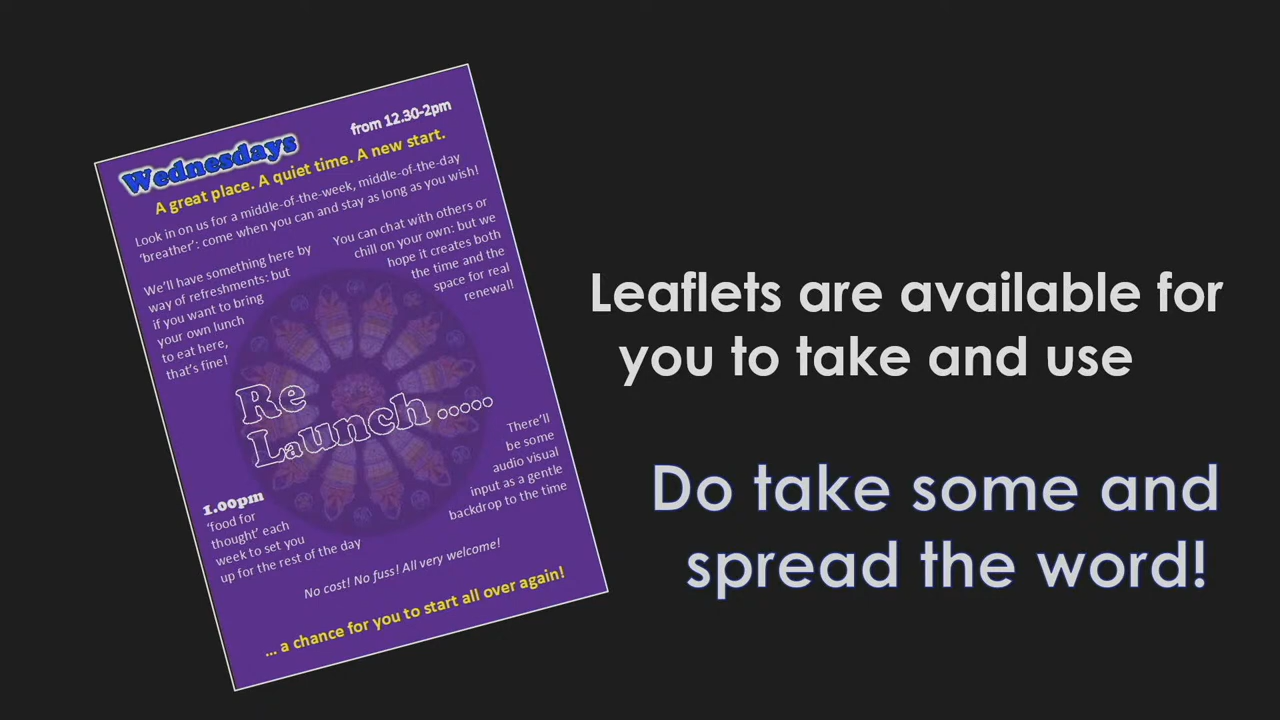 Wednesdays
from 12.30-2pm
A great place. A quiet time. A new start.
Look in on us for a middle-of-the-week, middle-of-the-day
‘breather’: come when you can and stay as long as you wish!
We’ll have something here by
way of refreshments: but
if you want to bring
your own lunch
to eat here,
that’s fine!
You can chat with others or
chill on your own: but we
hope it creates both
the time and the
space for real
renewal!
Re
Launch .....
There’ll
be some
audio visual
input as a gentle
backdrop to the time
1.00pm
‘food for
thought’ each
week to set you
up for the rest of the day
No cost! No fuss! All very welcome!
... a chance for you to start all over again!
Leaflets are available for
you to take and use
Do take some and
spread the word!